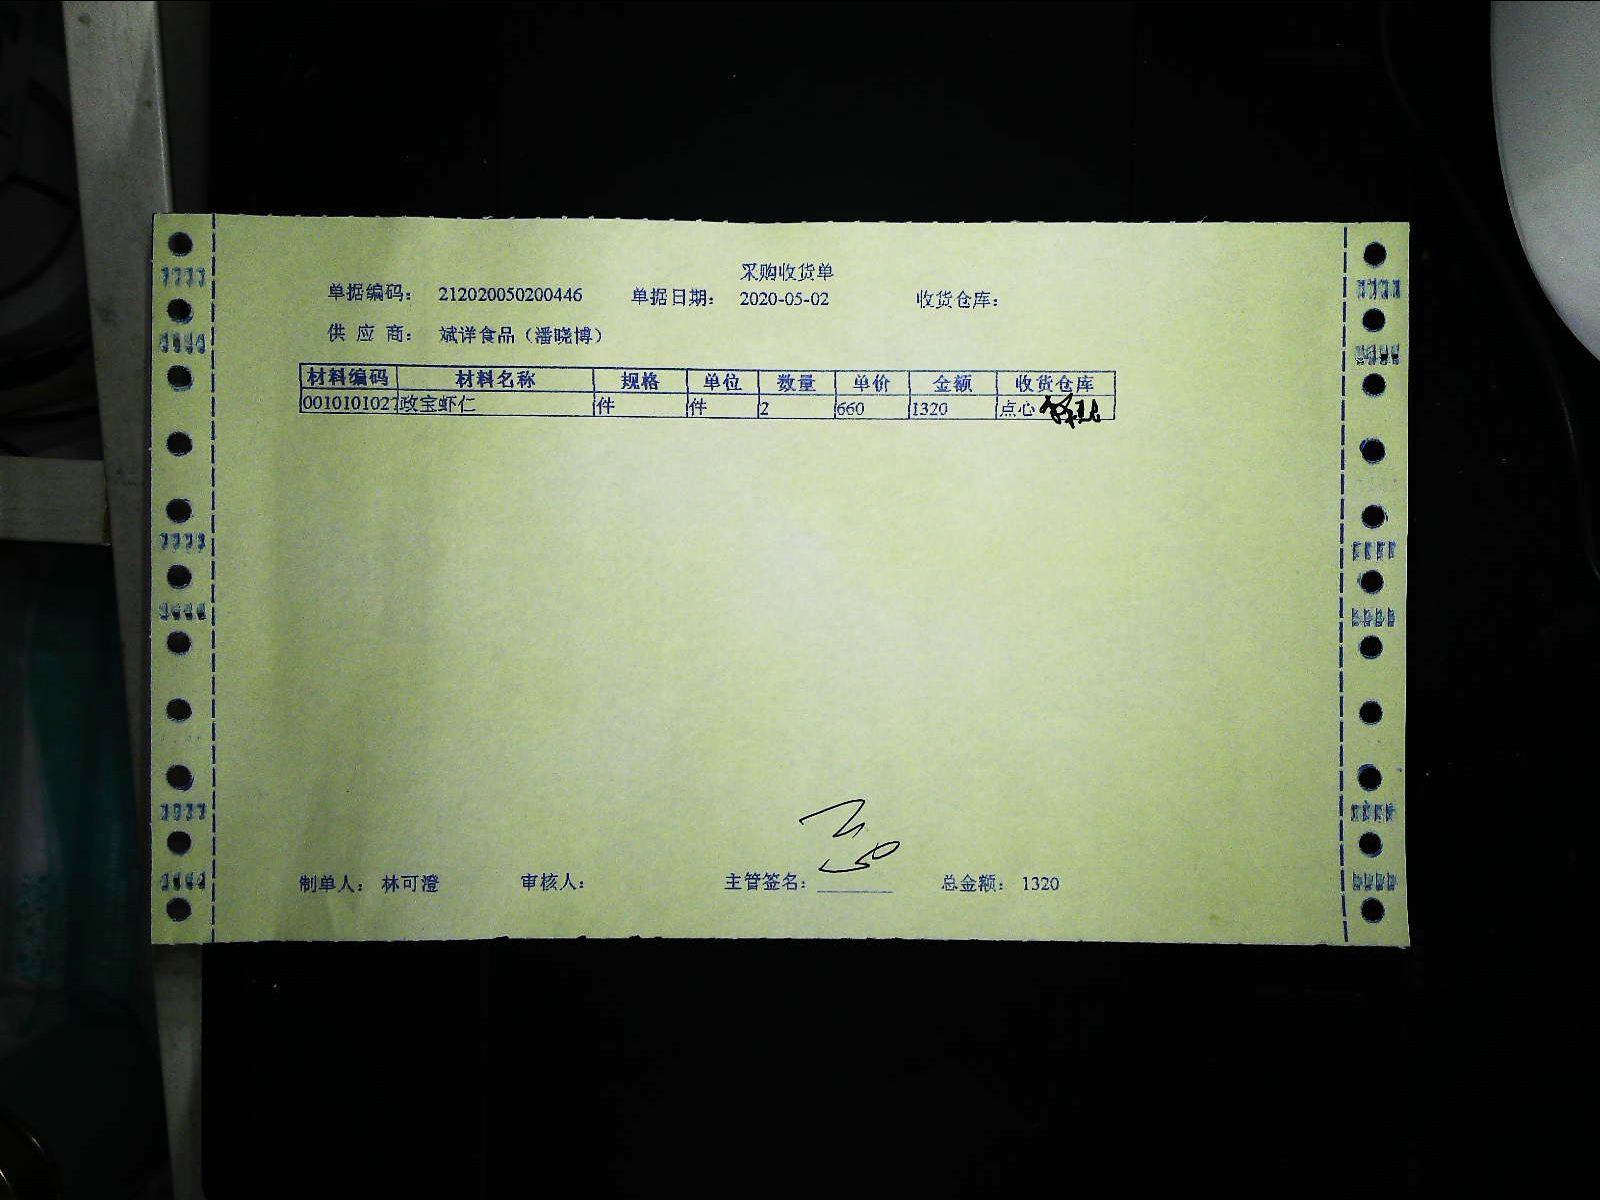 采购收货单
单据编码： 212020050200446 单据日期： 2020-05-02 收货仓库：
供 应 商： 斌详食品（潘晓博）
材料编码 材料名称 规格 单位 数量 单价 金额 收货仓库
0010101027 政宝虾仁 件 件 2 660 1320 点心
制单人： 林可澄 审核人： 主管签名： 总金额： 1320